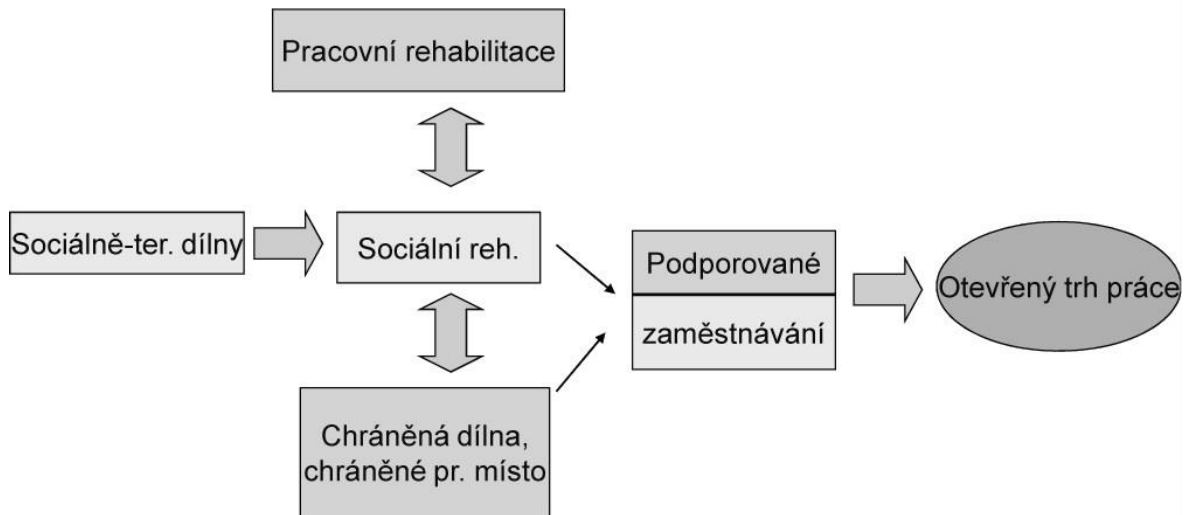 Pracovní rehabilitace
Sociálně-ter. dílny
Sociální reh.
Podporované
zaměstnávání
Otevřený trh práce
Chráněná dílna,
chráněné pr. místo